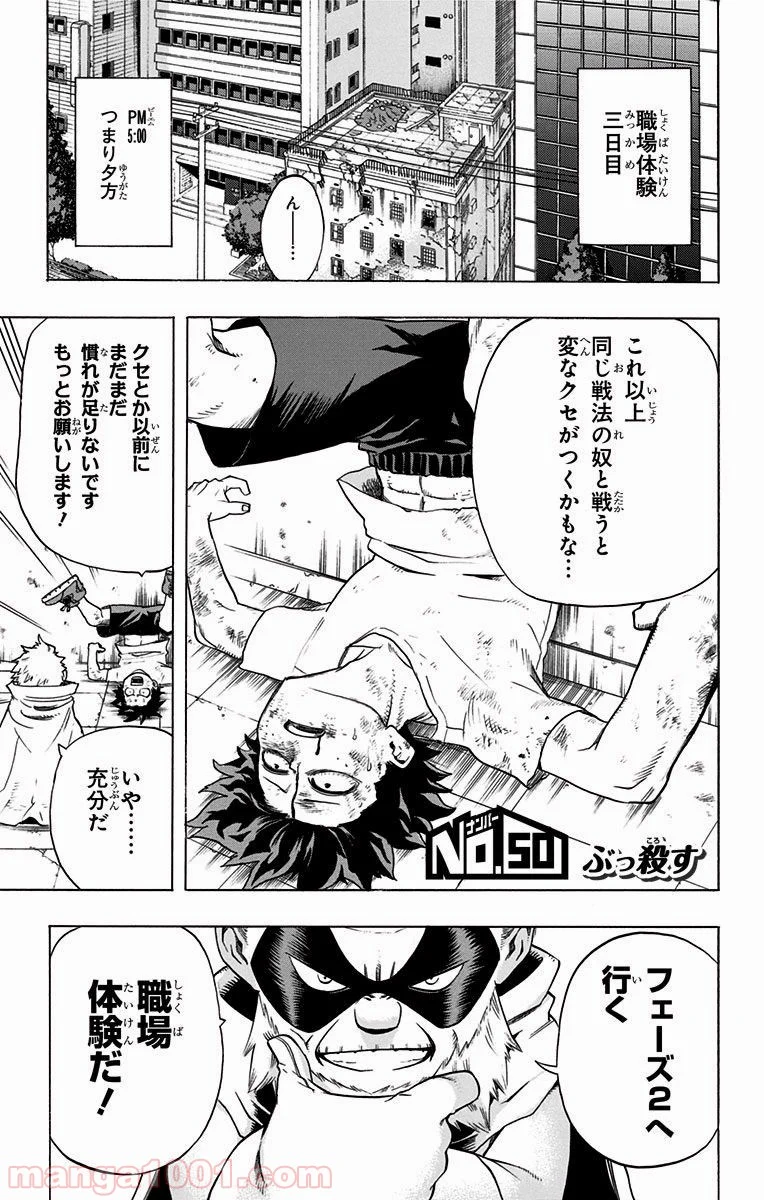 職場体験
三日目
PM
5:00
つまり夕方
んー…
これ以上
同じ戦法の奴と戦うと
変なクセがつくかもな…
クセとか以前に
まだまだ
慣れが足りないです
もっとお願いします!
いや………
充分だ
No.50
ナンバー
ぶっ殺す
フェーズ2へ
行く
職場
体験だ!
manga1001.com